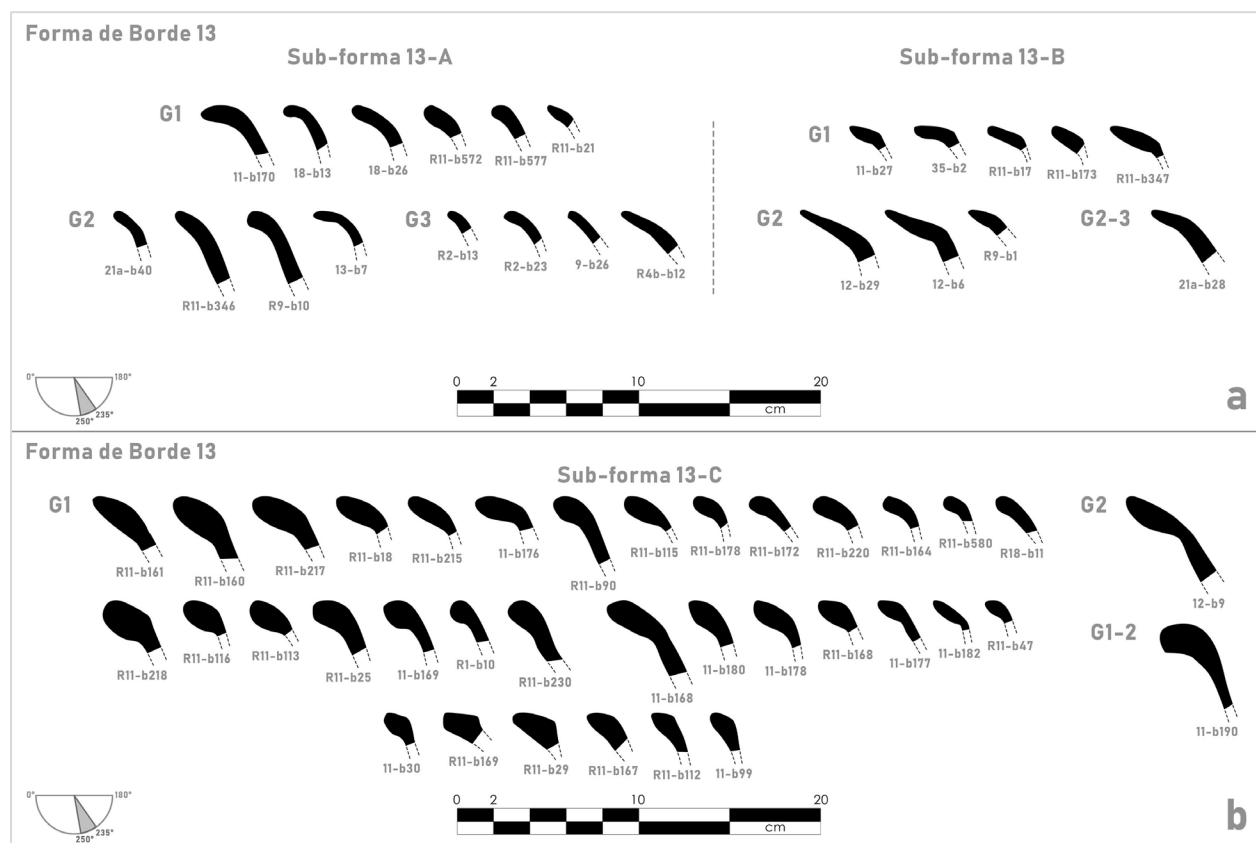 Forma de Borde 13
Sub-forma 13-A
Sub-forma 13-B
G1
11-b170
18-b13
18-b26
R11-b572
R11-b577
R11-b21
G2
21a-b40
R11-b346
R9-b10
13-b7
G3
R2-b13
R2-b23
9-b26
R4b-b12
G1
11-b27
35-b2
R11-b17
R11-b173
R11-b347
G2
12-b29
12-b6
R9-b1
G2-3
21a-b28
0° 180°
250° 235°
0 2 10 20
cm
a
Forma de Borde 13
Sub-forma 13-C
G1
R11-b161
R11-b160
R11-b217
R11-b18
R11-b215
11-b176
R11-b90
R11-b115
R11-b178
R11-b172
R11-b220
R11-b164
R11-b580
R18-b11
R11-b218
R11-b116
R11-b113
R11-b25
11-b169
R1-b10
R11-b230
11-b168
11-b180
11-b178
R11-b168
11-b177
11-b182
R11-b47
11-b30
R11-b169
R11-b29
R11-b167
R11-b112
11-b99
G2
12-b9
G1-2
11-b190
0° 180°
250° 235°
0 2 10 20
cm
b